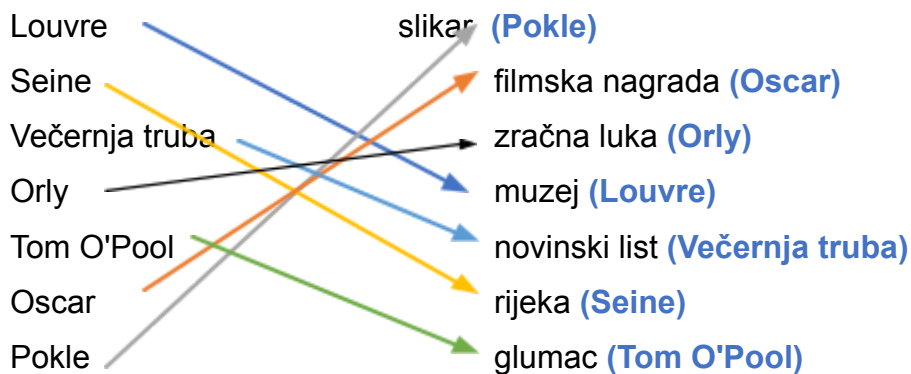 Louvre slikar (Pokle)
Seine filmska nagrada (Oscar)
Večernja truba zračna luka (Orly)
Orly muzej (Louvre)
Tom O'Pool novinski list (Večernja truba)
Oscar rijeka (Seine)
Pokle glumac (Tom O'Pool)